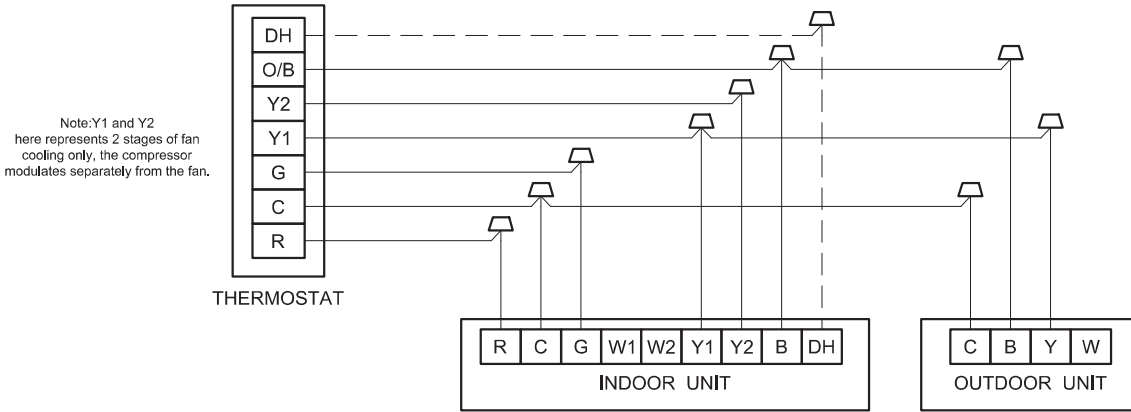 DH
O/B
Y2
Y1
G
C
R
THERMOSTAT
Note:Y1 and Y2
here represents 2 stages of fan
cooling only, the compressor
modulates separately from the fan.
R C G W1 W2 Y1 Y2 B DH
INDOOR UNIT
C B Y W
OUTDOOR UNIT